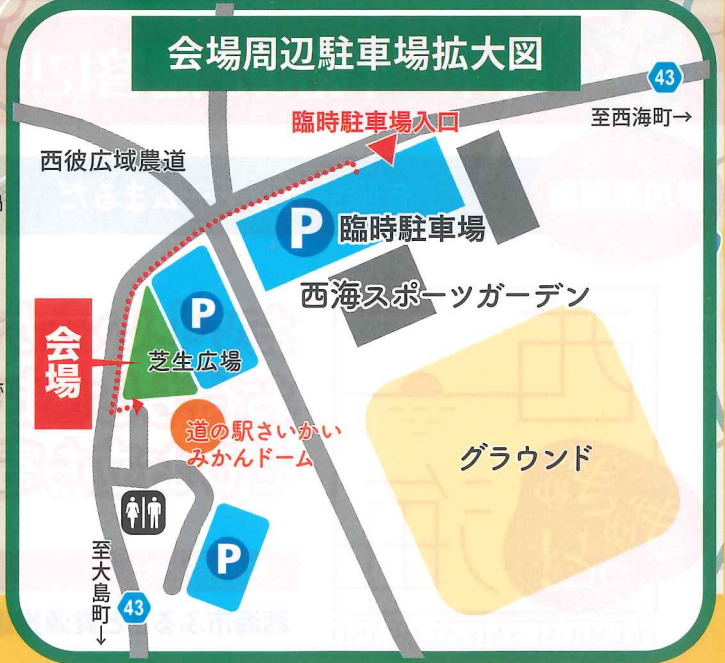 会場周辺駐車場拡大図
43
至西海町→
臨時駐車場入口
西彼広域農道
P 臨時駐車場
西海スポーツガーデン
P
会場
芝生広場
道の駅さいかい
みかんドーム
グラウンド
P
至大島町→
43